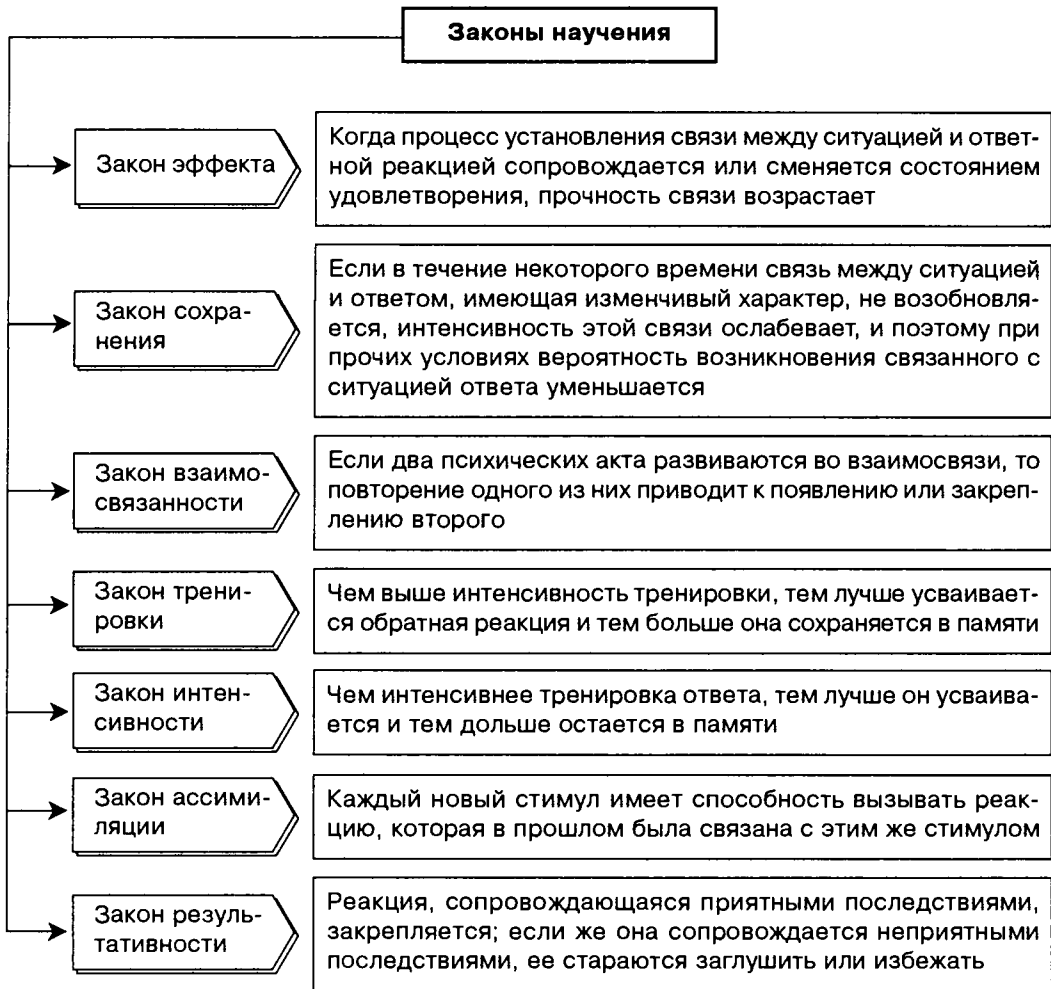 Законы научения
Закон эффекта
Когда процесс установления связи между ситуацией и ответ-
ной реакцией сопровождается или сменяется состоянием
удовлетворения, прочность связи возрастает
Закон сохра-
нения
Если в течение некоторого времени связь между ситуацией
и ответом, имеющая изменчивый характер, не возобновля-
ется, интенсивность этой связи ослабевает, и поэтому при
прочих условиях вероятность возникновения связанного с
ситуацией ответа уменьшается
Закон взаимо-
связанности
Если два психических акта развиваются во взаимосвязи, то
повторение одного из них приводит к появлению или закреп-
лению второго
Закон трени-
ровки
Чем выше интенсивность тренировки, тем лучше усваивает-
ся обратная реакция и тем больше она сохраняется в памяти
Закон интен-
сивности
Чем интенсивнее тренировка ответа, тем лучше он усваива-
ется и тем дольше остается в памяти
Закон ассими-
ляции
Каждый новый стимул имеет способность вызывать реак-
цию, которая в прошлом была связана с этим же стимулом
Закон резуль-
тативности
Реакция, сопровождающаяся приятными последствиями,
закрепляется; если же она сопровождается неприятными
последствиями, ее стараются заглушить или избежать